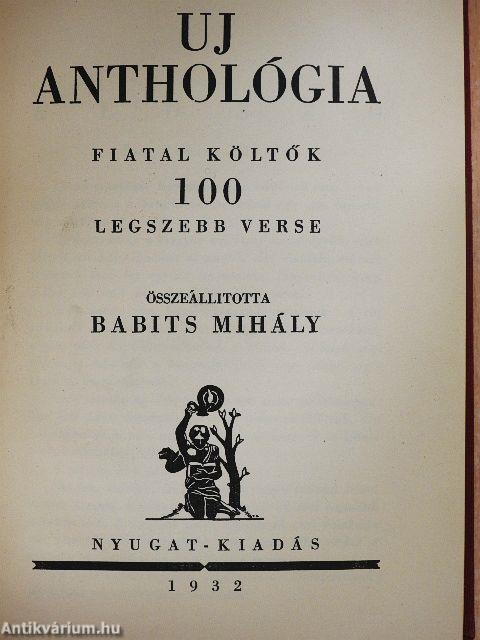 UJ
ANTHOLÓGIA
FIATAL KÖLTŐK
100
LEGSZEBB VERSE
ÖSSZEÁLLITOTTA
BABITS MIHÁLY
NYUGAT-KIADÁS
1932
Antikvárium.hu